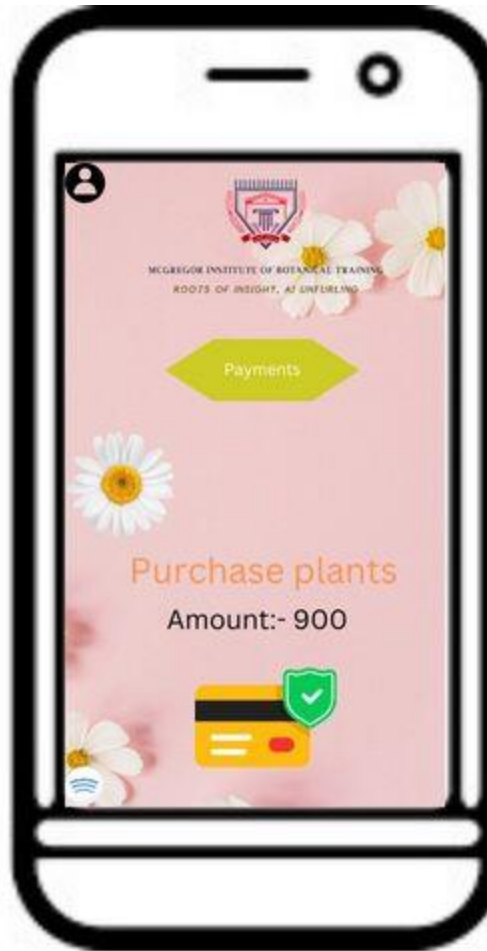 MCGREGOR INSTITUTE OF BOTANICAL TRAINING
ROOTS OF INSIGHT, AI UNFURLING
Payments
Purchase plants
Amount:- 900